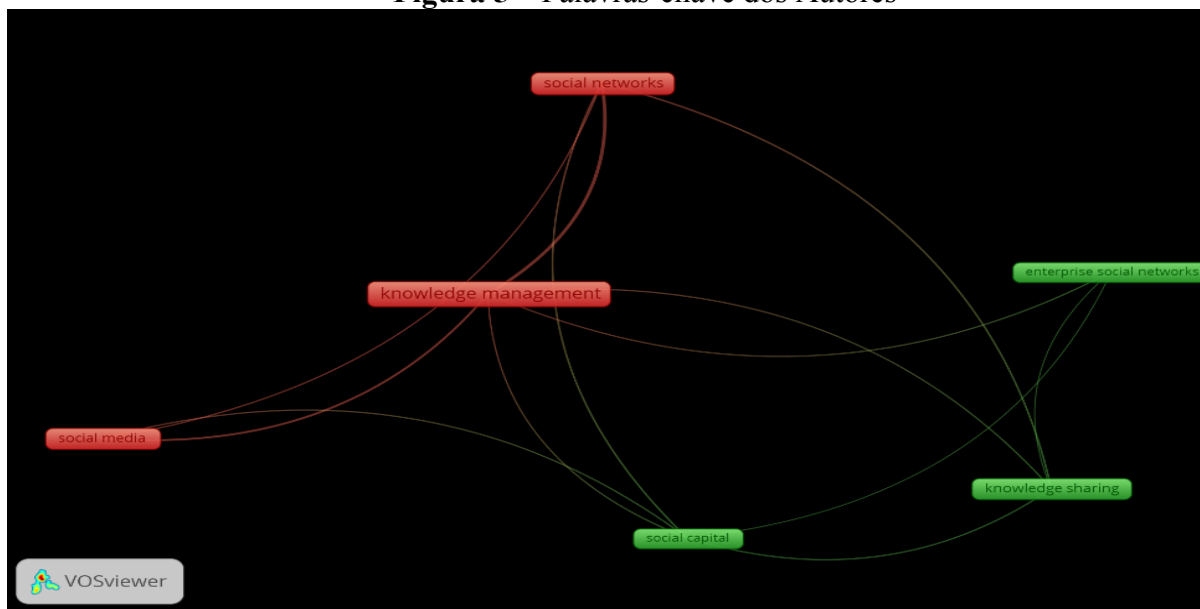 Figura 3 - Palavras-chave dos Autores
social networks
enterprise social networks
knowledge management
social media
knowledge sharing
social capital
VOSviewer